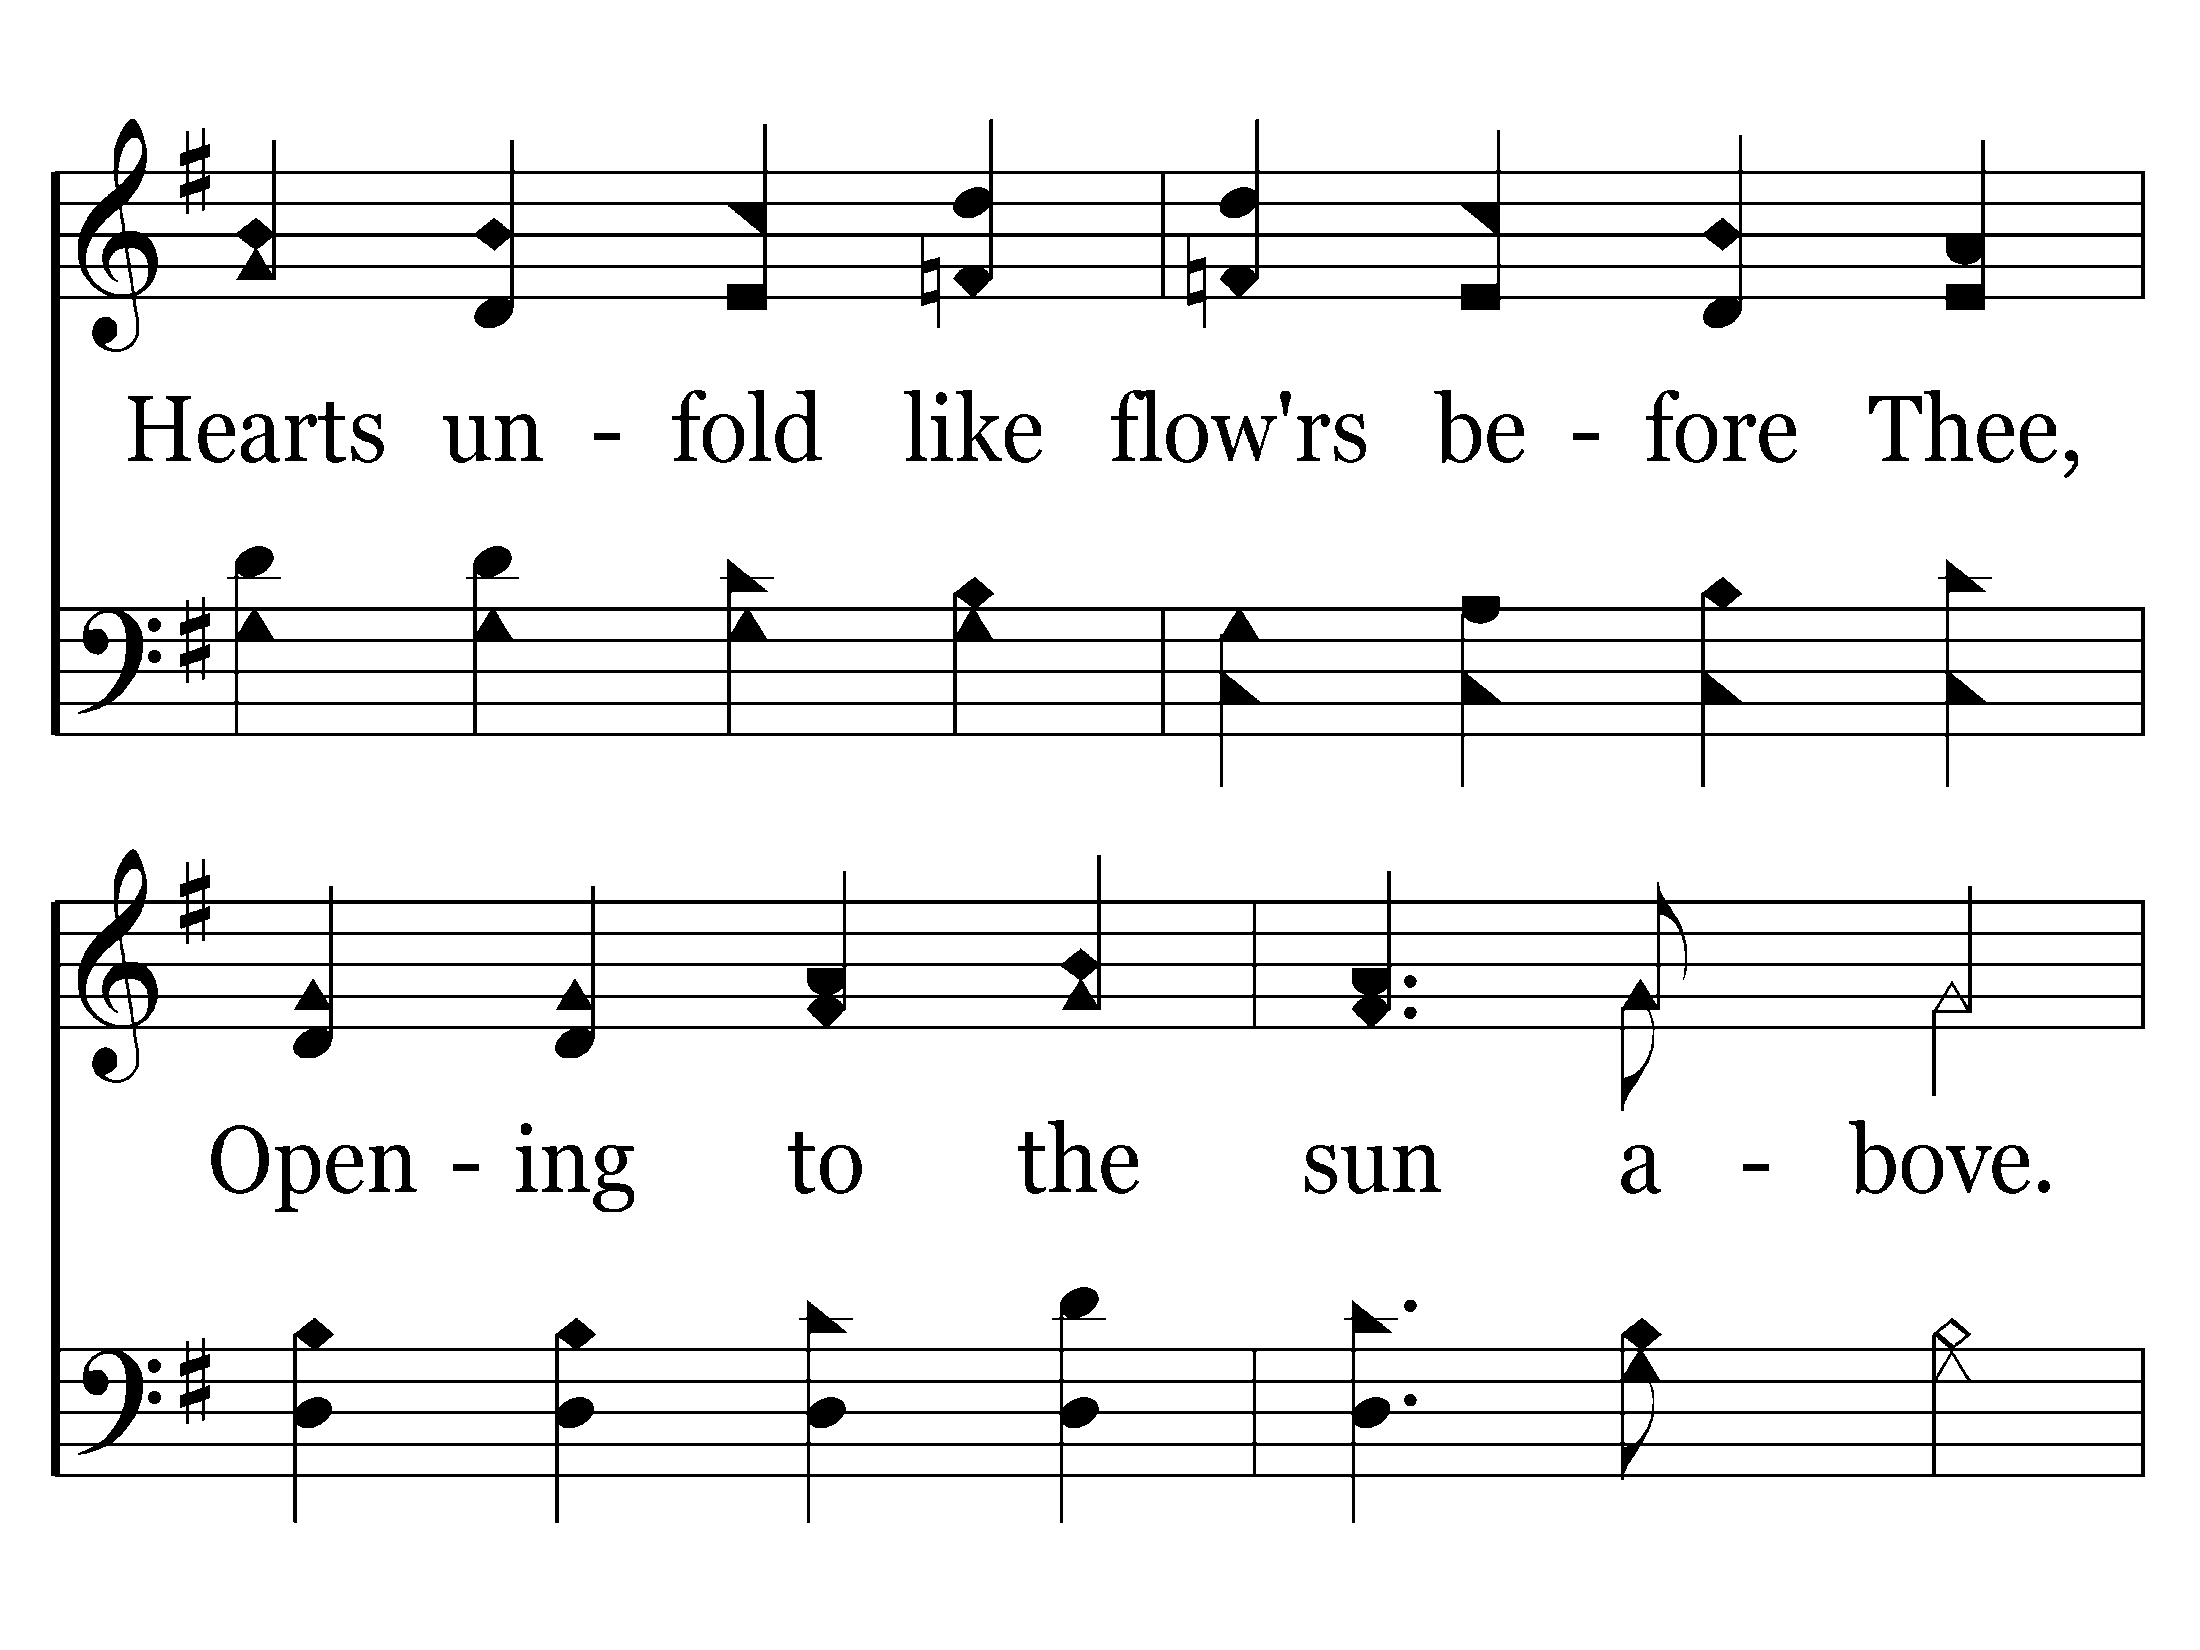 Hearts un - fold like flow'rs be - fore Thee,
Open - ing to the sun a - bove.